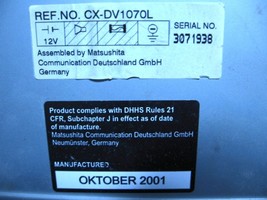 REF.NO. CX-DV1070L
12V
SERIAL NO.
3071938
Assembled by Matsushita
Communication Deutschland GmbH
Germany
Product complies with DHHS Rules 21
CFR, Subchapter J in effect as of date
of manufacture.
Matsushita Communication Deutschland GmbH
Neumünster, Germany
MANUFACTURED
OKTOBER 2001